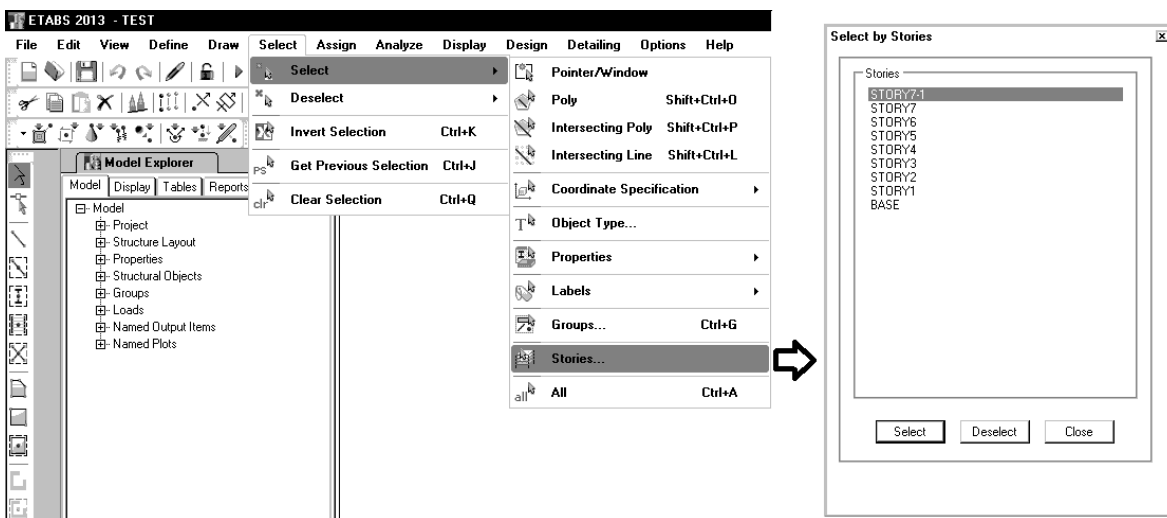 ETABS 2013 - TEST
File Edit View Define Draw Select Assign Analyze Display Design Detailing Options Help
Select
Deselect
Invert Selection Ctrl+K
PS Get Previous Selection Ctrl+J
clr Clear Selection Ctrl+Q
Pointer/Window
Poly Shift+Ctrl+O
Intersecting Poly Shift+Ctrl+P
Intersecting Line Shift+Ctrl+L
Coordinate Specification
T Object Type...
Properties
Labels
Groups... Ctrl+G
Stories...
all All Ctrl+A
Model Explorer
Model Display Tables Reports
Model
Project
Structure Layout
Properties
Structural Objects
Groups
Loads
Named Output Items
Named Plots
Select by Stories
Stories
STORY7-1
STORY7
STORY6
STORY5
STORY4
STORY3
STORY2
STORY1
BASE
Select Deselect Close